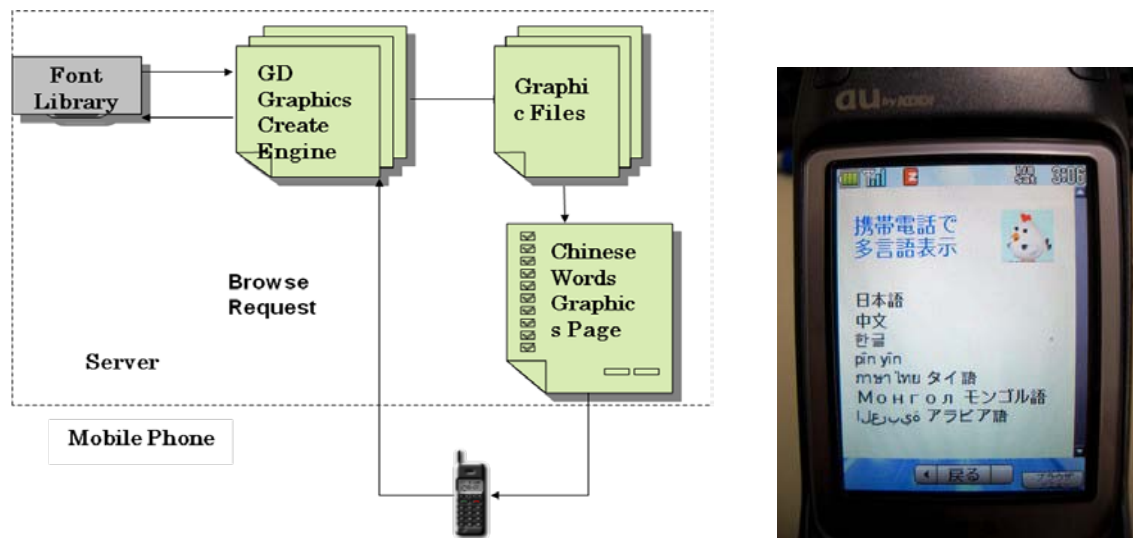 Font
Library
GD
Graphics
Create
Engine
Graphi
c Files
Chinese
Words
Graphic
s Page
Browse
Request
Server
Mobile Phone
au by KDDI
3:06
携帯電話で
多言語表示
日本語
中文
한글
pīn yīn
ภาษาไทย タイ語
Монгол モンゴル語
ةيبرعلا アラビア語
戻る